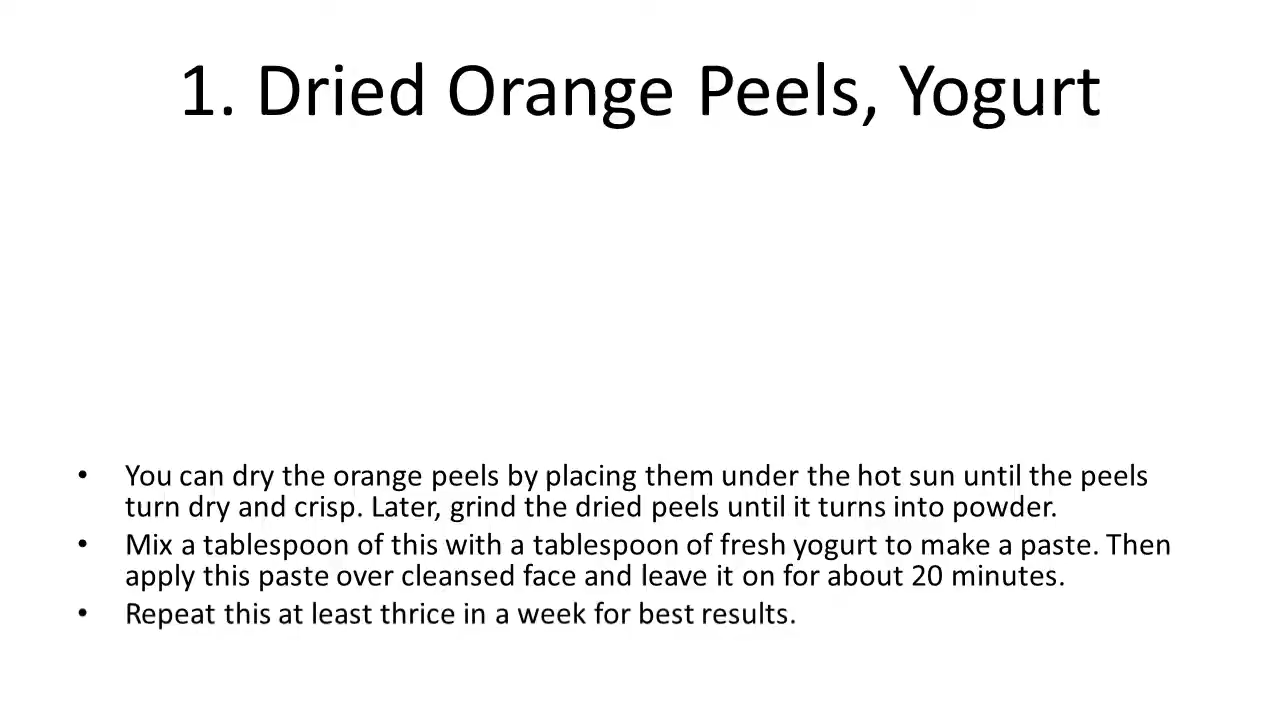 1. Dried Orange Peels, Yogurt
• You can dry the orange peels by placing them under the hot sun until the peels
turn dry and crisp. Later, grind the dried peels until it turns into powder.
• Mix a tablespoon of this with a tablespoon of fresh yogurt to make a paste. Then
apply this paste over cleansed face and leave it on for about 20 minutes.
• Repeat this at least thrice in a week for best results.